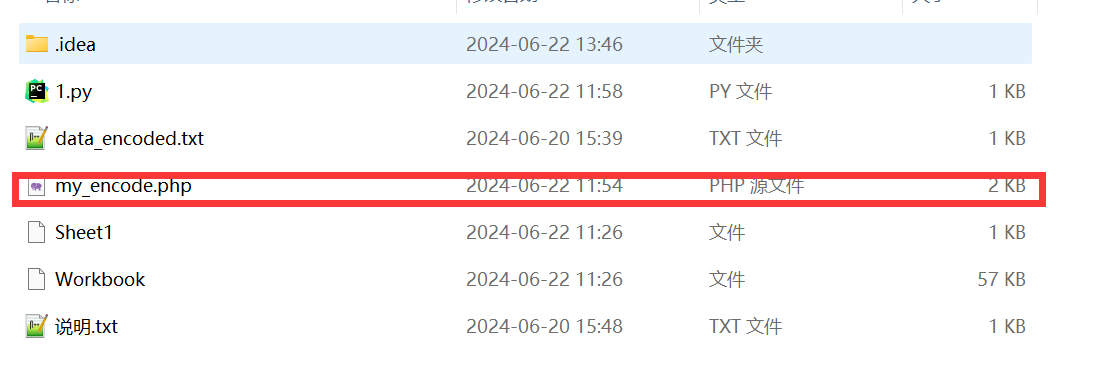 .idea 2024-06-22 13:46 文件夹
1.py 2024-06-22 11:58 PY 文件 1 KB
data_encoded.txt 2024-06-20 15:39 TXT 文件 1 KB
my_encode.php 2024-06-22 11:54 PHP 源文件 2 KB
Sheet1 2024-06-22 11:26 文件 1 KB
Workbook 2024-06-22 11:26 文件 57 KB
说明.txt 2024-06-20 15:48 TXT 文件 1 KB